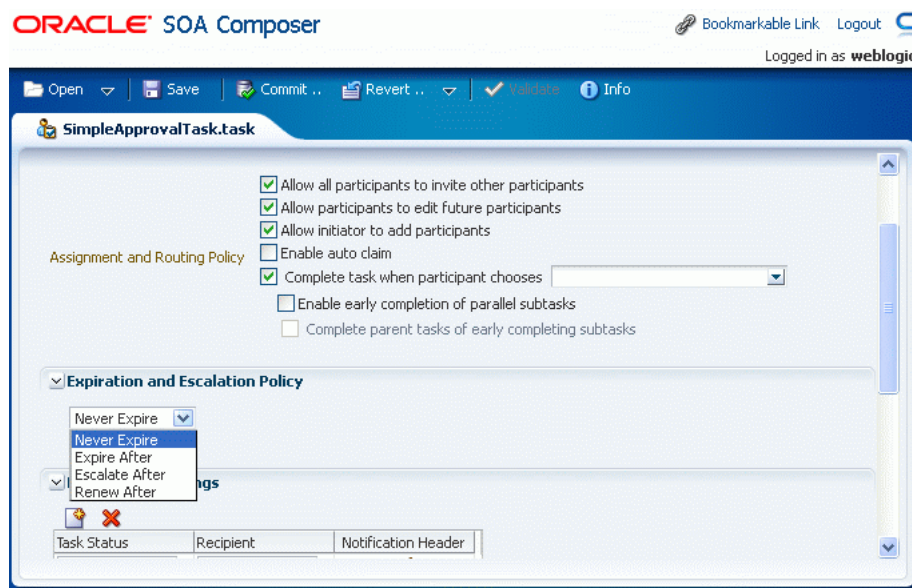 ORACLE SOA Composer
Bookmarkable Link Logout
Logged in as weblogic
Open Save Commit .. Revert .. Validate Info
SimpleApprovalTask.task
Allow all participants to invite other participants
Allow participants to edit future participants
Allow initiator to add participants
Assignment and Routing Policy
Enable auto claim
Complete task when participant chooses
Enable early completion of parallel subtasks
Complete parent tasks of early completing subtasks
Expiration and Escalation Policy
Never Expire
Never Expire
Expire After
Escalate After
Renew After
ngs
Task Status Recipient Notification Header